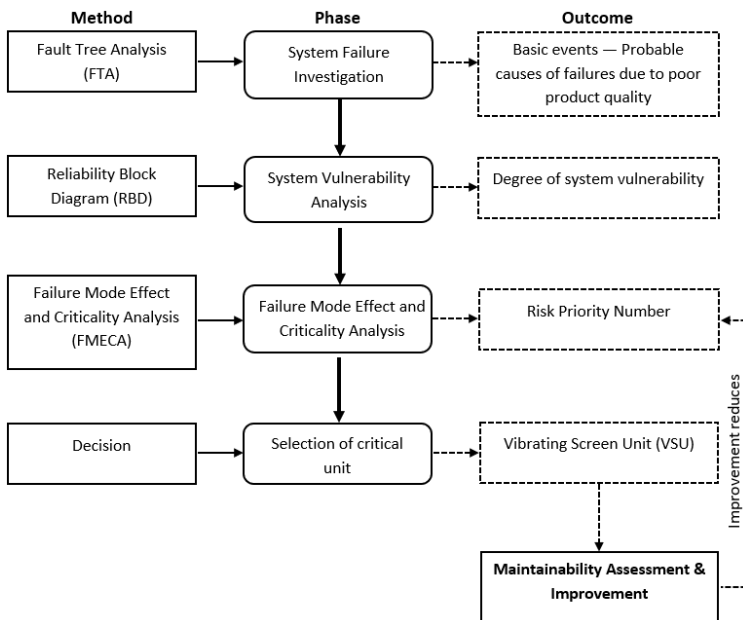 Method
Phase
Outcome
Fault Tree Analysis
(FTA)
System Failure
Investigation
Basic events — Probable
causes of failures due to poor
product quality
Reliability Block
Diagram (RBD)
System Vulnerability
Analysis
Degree of system vulnerability
Failure Mode Effect
and Criticality Analysis
(FMECA)
Failure Mode Effect and
Criticality Analysis
Risk Priority Number
Decision
Selection of critical
unit
Vibrating Screen Unit (VSU)
Improvement reduces
Maintainability Assessment &
Improvement